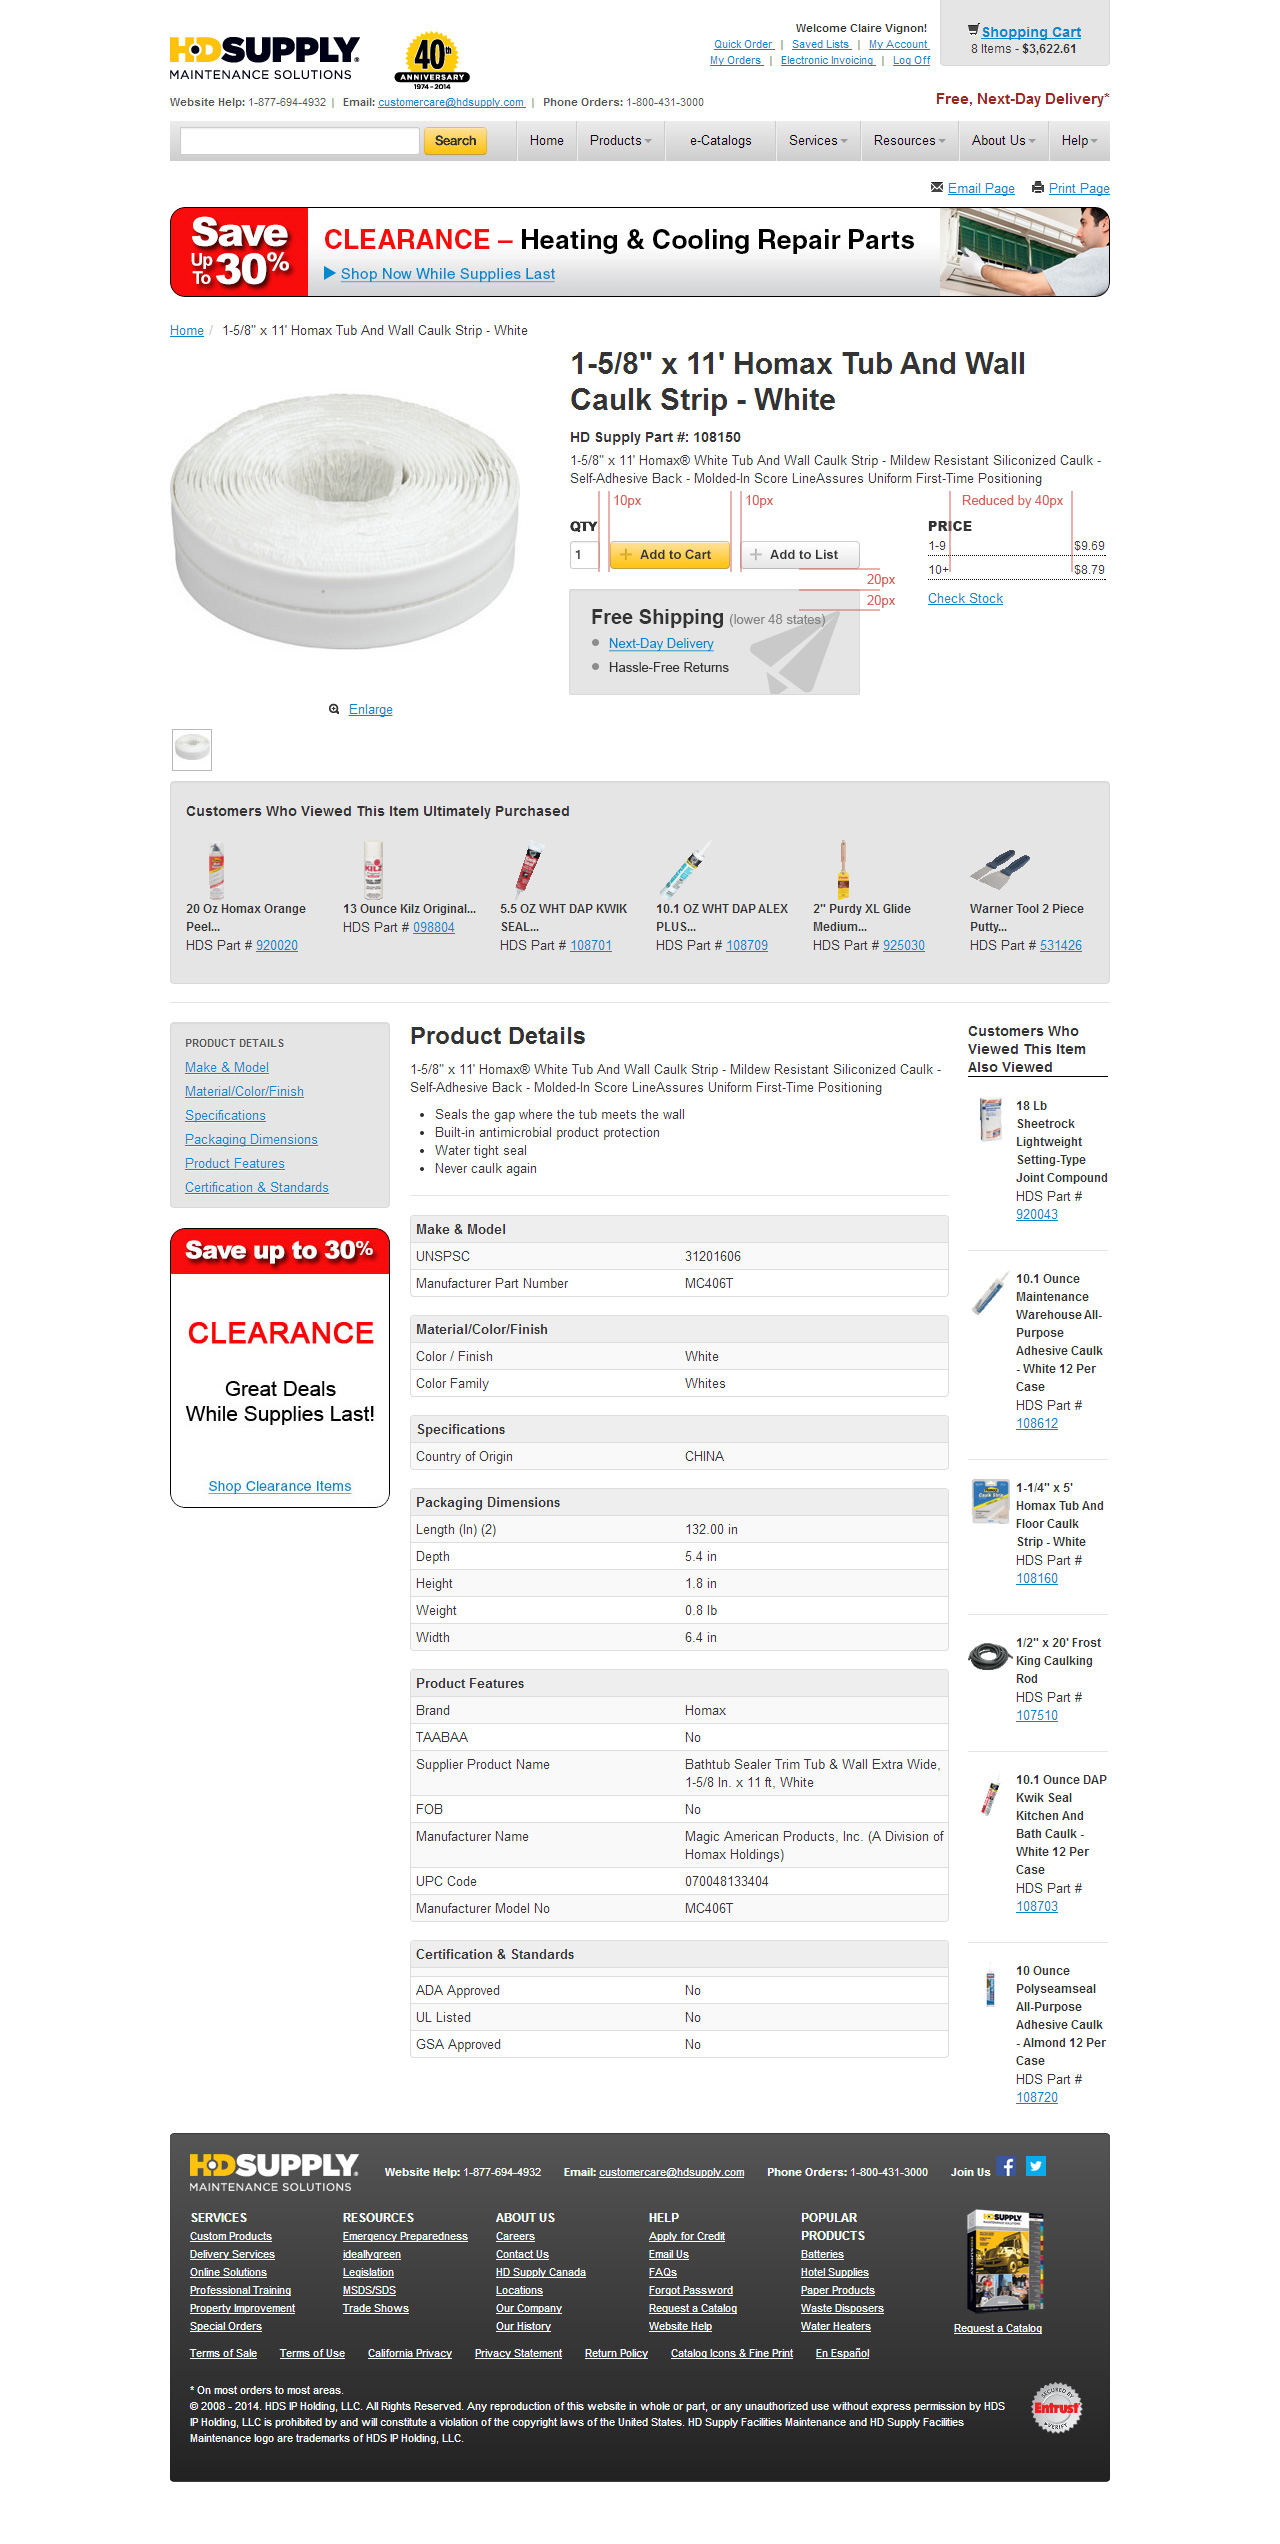 HDSUPPLY
MAINTENANCE SOLUTIONS
40th
ANNIVERSARY
1974 - 2014
Welcome Claire Vignon!
Quick Order | Saved Lists | My Account
My Orders | Electronic Invoicing | Log Off
Shopping Cart
8 Items - $3,622.61
Website Help: 1-877-694-4932 | Email: customercare@hdsupply.com | Phone Orders: 1-800-431-3000
Free, Next-Day Delivery*
Search
Home
Products
e-Catalogs
Services
Resources
About Us
Help
Email Page
Print Page
Save
Up To 30%
CLEARANCE – Heating & Cooling Repair Parts
Shop Now While Supplies Last
Home / 1-5/8" x 11' Homax Tub And Wall Caulk Strip - White
1-5/8" x 11' Homax Tub And Wall
Caulk Strip - White
HD Supply Part #: 108150
1-5/8" x 11' Homax® White Tub And Wall Caulk Strip - Mildew Resistant Siliconized Caulk -
Self-Adhesive Back - Molded-In Score LineAssures Uniform First-Time Positioning
10px
10px
Reduced by 40px
QTY
PRICE
1
Add to Cart
Add to List
1-9 $9.69
10+ $8.79
20px
20px
Check Stock
Free Shipping (lower 48 states)
Next-Day Delivery
Hassle-Free Returns
Enlarge
Customers Who Viewed This Item Ultimately Purchased
20 Oz Homax Orange
Peel...
HDS Part # 920020
13 Ounce Kilz Original...
HDS Part # 098804
5.5 OZ WHT DAP KWIK
SEAL...
HDS Part # 108701
10.1 OZ WHT DAP ALEX
PLUS...
HDS Part # 108709
2" Purdy XL Glide
Medium...
HDS Part # 925030
Warner Tool 2 Piece
Putty...
HDS Part # 531426
PRODUCT DETAILS
Make & Model
Material/Color/Finish
Specifications
Packaging Dimensions
Product Features
Certification & Standards
Save up to 30%
CLEARANCE
Great Deals
While Supplies Last!
Shop Clearance Items
Product Details
1-5/8" x 11' Homax® White Tub And Wall Caulk Strip - Mildew Resistant Siliconized Caulk -
Self-Adhesive Back - Molded-In Score LineAssures Uniform First-Time Positioning
Seals the gap where the tub meets the wall
Built-in antimicrobial product protection
Water tight seal
Never caulk again
Make & Model
UNSPSC 31201606
Manufacturer Part Number MC406T
Material/Color/Finish
Color / Finish White
Color Family Whites
Specifications
Country of Origin CHINA
Packaging Dimensions
Length (In) (2) 132.00 in
Depth 5.4 in
Height 1.8 in
Weight 0.8 lb
Width 6.4 in
Product Features
Brand Homax
TAABAA No
Supplier Product Name Bathtub Sealer Trim Tub & Wall Extra Wide,
1-5/8 In. x 11 ft, White
FOB No
Manufacturer Name Magic American Products, Inc. (A Division of
Homax Holdings)
UPC Code 070048133404
Manufacturer Model No MC406T
Certification & Standards
ADA Approved No
UL Listed No
GSA Approved No
Customers Who
Viewed This Item
Also Viewed
18 Lb
Sheetrock
Lightweight
Setting-Type
Joint Compound
HDS Part #
920043
10.1 Ounce
Maintenance
Warehouse All-
Purpose
Adhesive Caulk
- White 12 Per
Case
HDS Part #
108612
1-1/4" x 5'
Homax Tub And
Floor Caulk
Strip - White
HDS Part #
108160
1/2" x 20' Frost
King Caulking
Rod
HDS Part #
107510
10.1 Ounce DAP
Kwik Seal
Kitchen And
Bath Caulk -
White 12 Per
Case
HDS Part #
108703
10 Ounce
Polyseamseal
All-Purpose
Adhesive Caulk
- Almond 12 Per
Case
HDS Part #
108720
HDSUPPLY
MAINTENANCE SOLUTIONS
Website Help: 1-877-694-4932 Email: customercare@hdsupply.com Phone Orders: 1-800-431-3000 Join Us
SERVICES
Custom Products
Delivery Services
Online Solutions
Professional Training
Property Improvement
Special Orders
RESOURCES
Emergency Preparedness
ideallygreen
Legislation
MSDS/SDS
Trade Shows
ABOUT US
Careers
Contact Us
HD Supply Canada
Locations
Our Company
Our History
HELP
Apply for Credit
Email Us
FAQs
Forgot Password
Request a Catalog
Website Help
POPULAR
PRODUCTS
Batteries
Hotel Supplies
Paper Products
Waste Disposers
Water Heaters
HDSUPPLY
Request a Catalog
Terms of Sale Terms of Use California Privacy Privacy Statement Return Policy Catalog Icons & Fine Print En Español
* On most orders to most areas.
© 2008 - 2014. HDS IP Holding, LLC. All Rights Reserved. Any reproduction of this website in whole or part, or any unauthorized use without express permission by HDS
IP Holding, LLC is prohibited by and will constitute a violation of the copyright laws of the United States. HD Supply Facilities Maintenance and HD Supply Facilities
Maintenance logo are trademarks of HDS IP Holding, LLC.
SECURED BY
Entrust
VERIFY